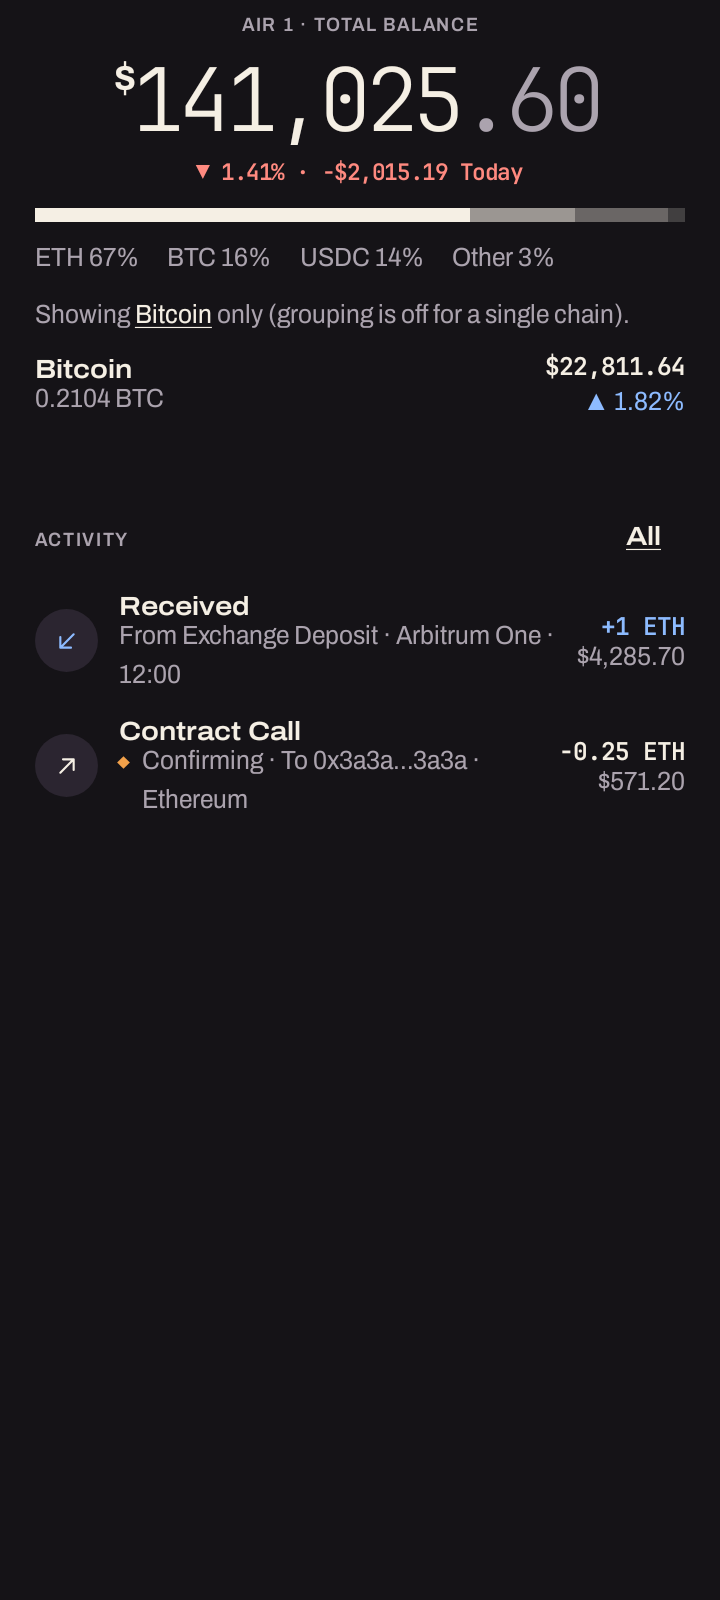 AIR 1 · TOTAL BALANCE
$141,025.60
▼ 1.41% · -$2,015.19 Today
ETH 67% BTC 16% USDC 14% Other 3%
Showing Bitcoin only (grouping is off for a single chain).
Bitcoin $22,811.64
0.2104 BTC ▲ 1.82%
ACTIVITY All
Received
From Exchange Deposit · Arbitrum One · +1 ETH
12:00 $4,285.70
Contract Call
Confirming · To 0x3a3a…3a3a · -0.25 ETH
Ethereum $571.20